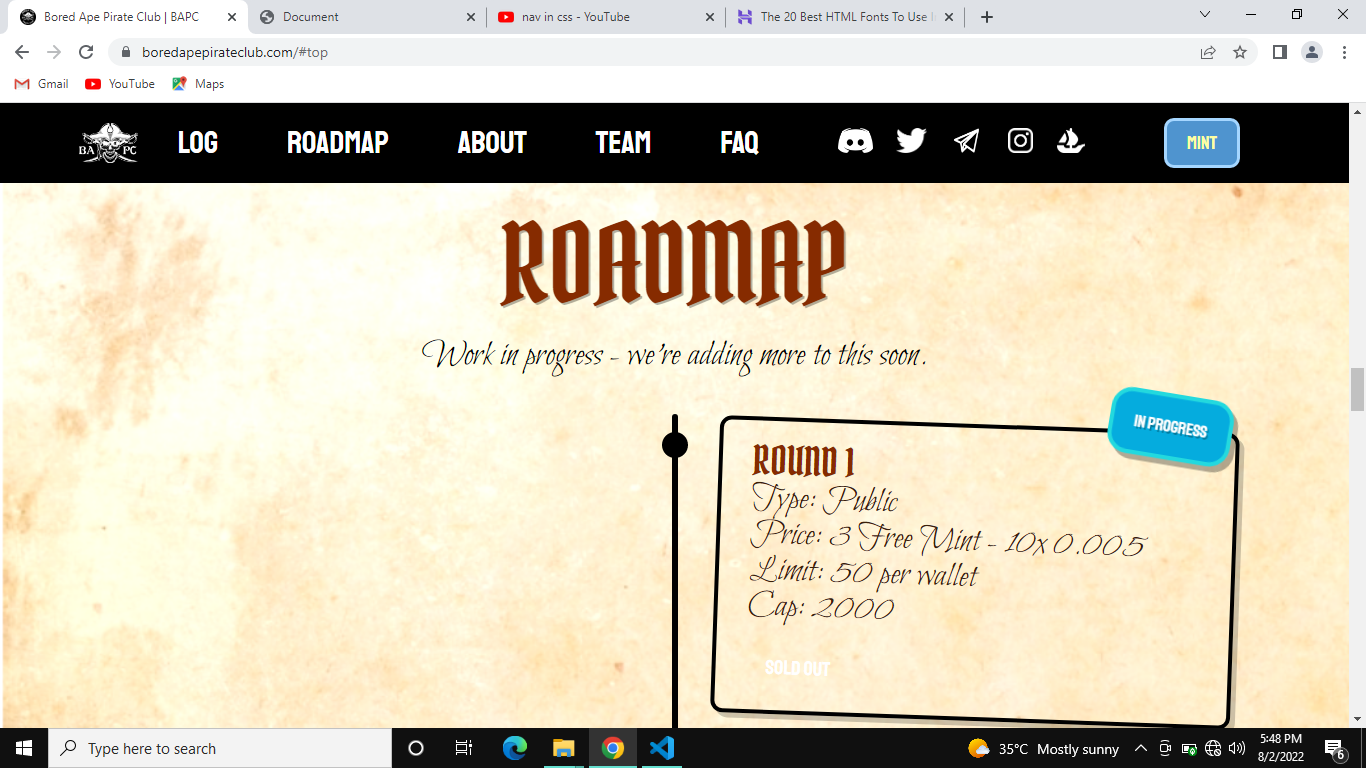 Bored Ape Pirate Club | BAPC
Document
nav in css - YouTube
The 20 Best HTML Fonts To Use
boredapepirateclub.com/#top
Gmail
YouTube
Maps
BA PC
LOG
ROADMAP
ABOUT
TEAM
FAQ
MINT
ROADMAP
Work in progress - we're adding more to this soon.
IN PROGRESS
ROUND 1
Type: Public
Price: 3 Free Mint - 10x 0.005
Limit: 50 per wallet
Cap: 2000
SOLD OUT
Type here to search
35°C Mostly sunny
5:48 PM
8/2/2022
6